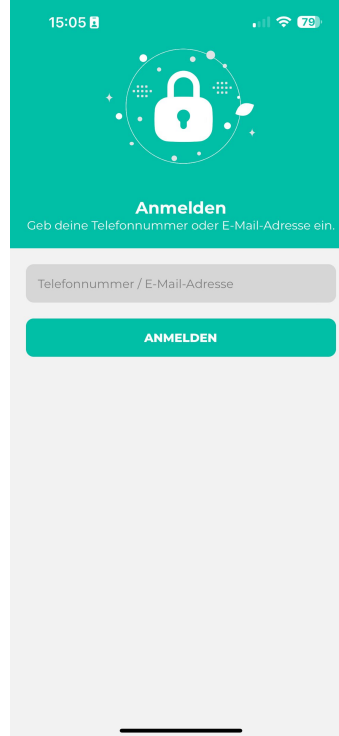 15:05
79
Anmelden
Geb deine Telefonnummer oder E-Mail-Adresse ein.
Telefonnummer / E-Mail-Adresse
ANMELDEN